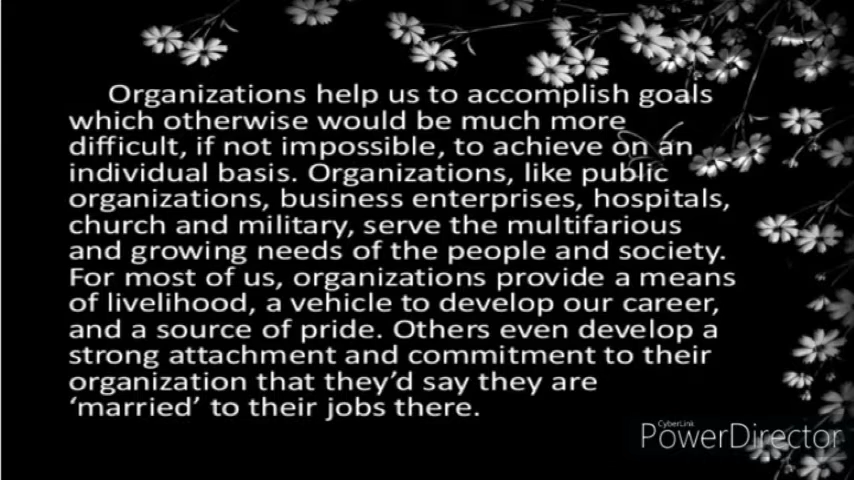 Organizations help us to accomplish goals
which otherwise would be much more
difficult, if not impossible, to achieve on an
individual basis. Organizations, like public
organizations, business enterprises, hospitals,
church and military, serve the multifarious
and growing needs of the people and society.
For most of us, organizations provide a means
of livelihood, a vehicle to develop our career,
and a source of pride. Others even develop a
strong attachment and commitment to their
organization that they’d say they are
‘married’ to their jobs there.
CyberLink
PowerDirector